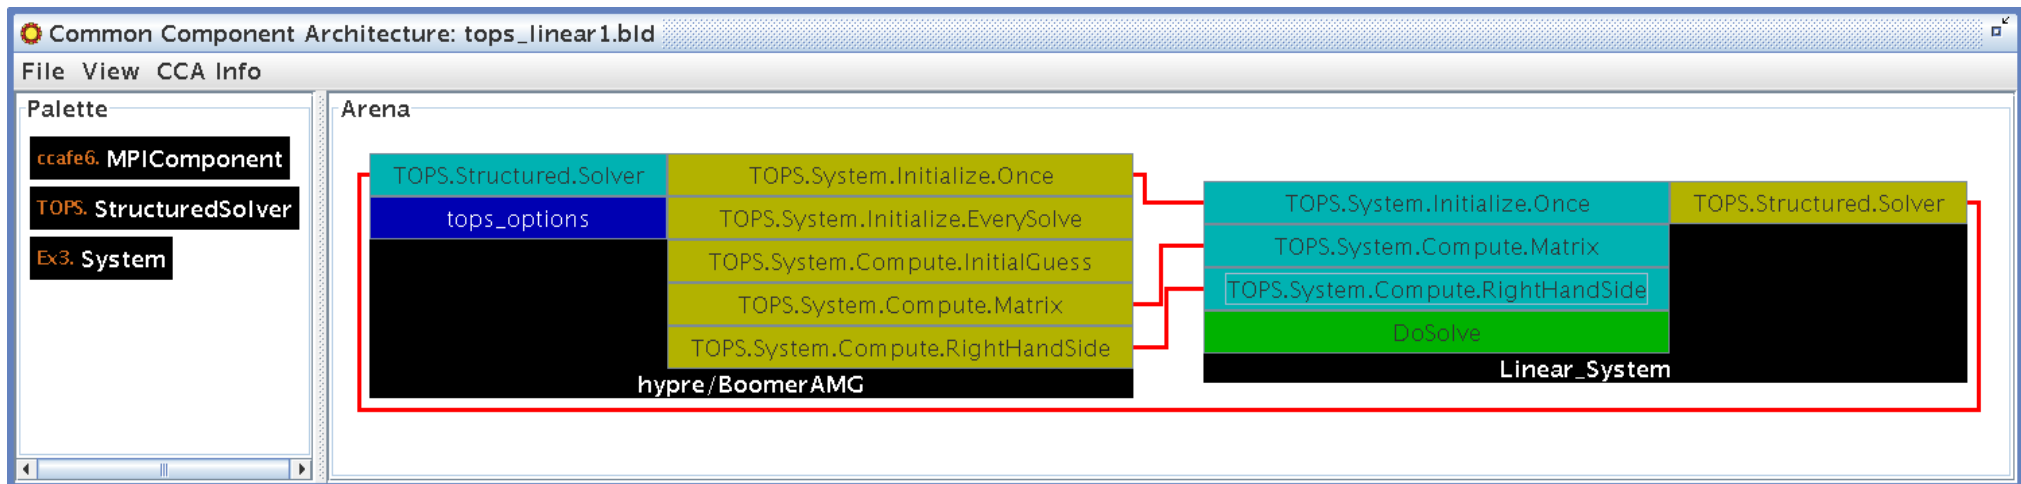 Common Component Architecture: tops_linear1.bld
File View CCA Info
Palette
ccafe6. MPIComponent
TOPS. StructuredSolver
Ex3. System
Arena
TOPS.Structured.Solver
tops_options
TOPS.System.Initialize.Once
TOPS.System.Initialize.EverySolve
TOPS.System.Compute.InitialGuess
TOPS.System.Compute.Matrix
TOPS.System.Compute.RightHandSide
hypre/BoomerAMG
TOPS.System.Initialize.Once
TOPS.System.Compute.Matrix
TOPS.System.Compute.RightHandSide
DoSolve
TOPS.Structured.Solver
Linear_System